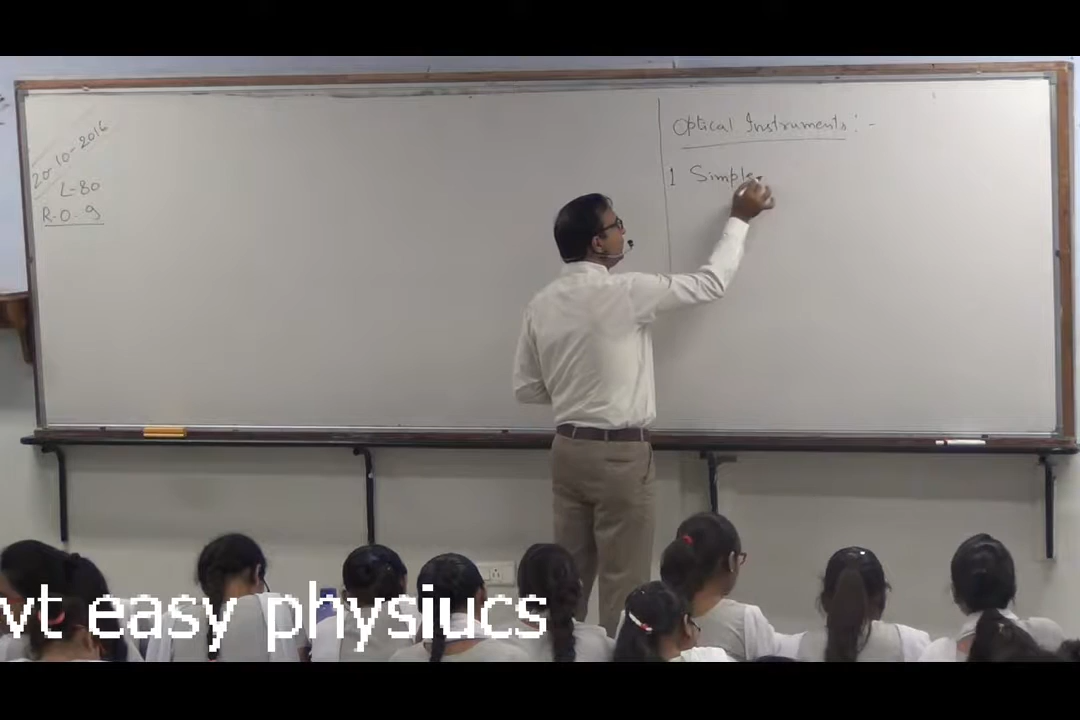 20-10-2016
L-80
R.O-9
Optical Instruments:-
1 Simple
vt easy physiucs